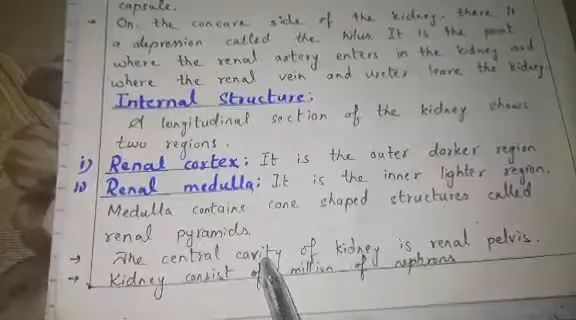 capsule.
→ On the concave side of the kidney, there is
a depression called the hilus. It is the point
where the renal artery enters in the kidney and
where the renal vein and ureter leave the kidney
Internal Structure:
A longitudinal section of the kidney shows
two regions.
i) Renal cortex: It is the outer darker region
ii) Renal medulla: It is the inner lighter region.
Medulla contains cone shaped structures called
renal pyramids.
→ The central cavity of kidney is renal pelvis.
→ Kidney consist of million of nephrons